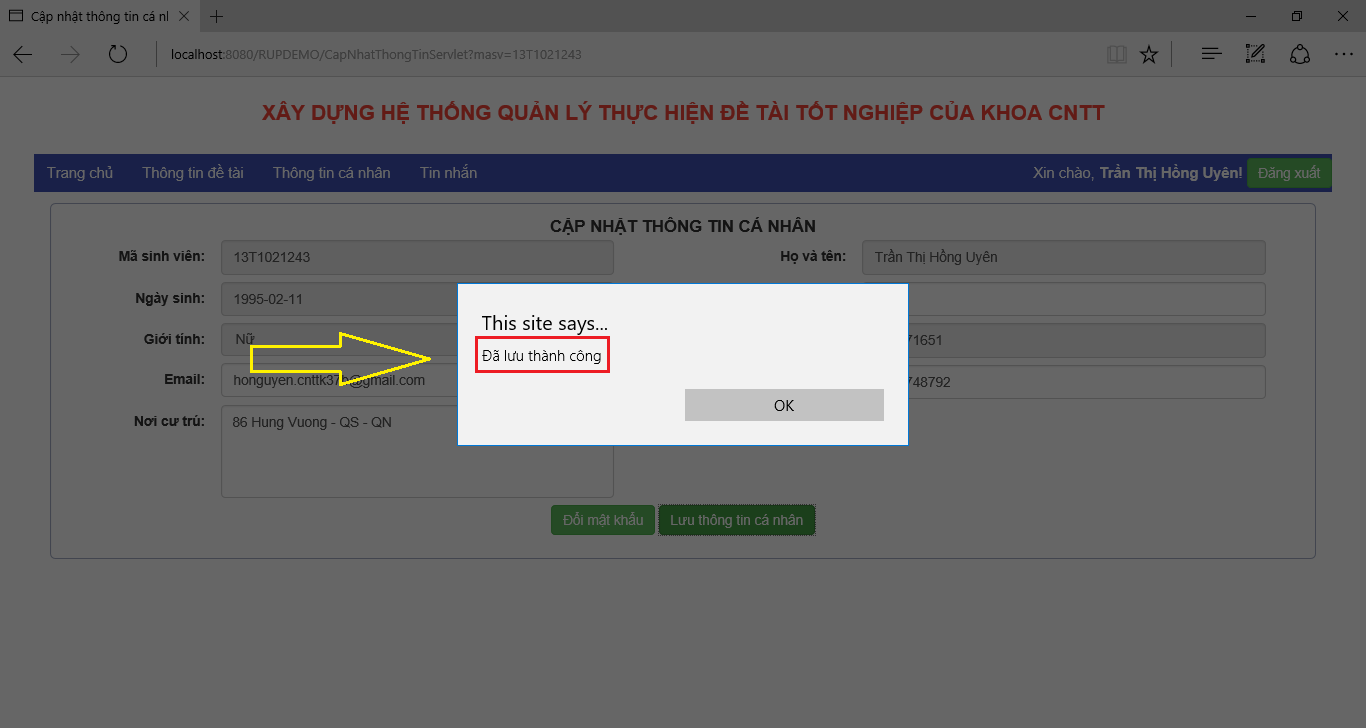 Cập nhật thông tin cá nl
localhost:8080/RUPDEMO/CapNhatThongTinServlet?masv=13T1021243
XÂY DỰNG HỆ THỐNG QUẢN LÝ THỰC HIỆN ĐỀ TÀI TỐT NGHIỆP CỦA KHOA CNTT
Trang chủ Thông tin đề tài Thông tin cá nhân Tin nhắn Xin chào, Trần Thị Hồng Uyên! Đăng xuất
CẬP NHẬT THÔNG TIN CÁ NHÂN
Mã sinh viên: 13T1021243 Họ và tên: Trần Thị Hồng Uyên
Ngày sinh: 1995-02-11
This site says...
Giới tính: Nữ 71651
Đã lưu thành công
Email: honguyen.cnttk37b@gmail.com 748792
OK
Nơi cư trú: 86 Hung Vuong - QS - QN
Đổi mật khẩu Lưu thông tin cá nhân